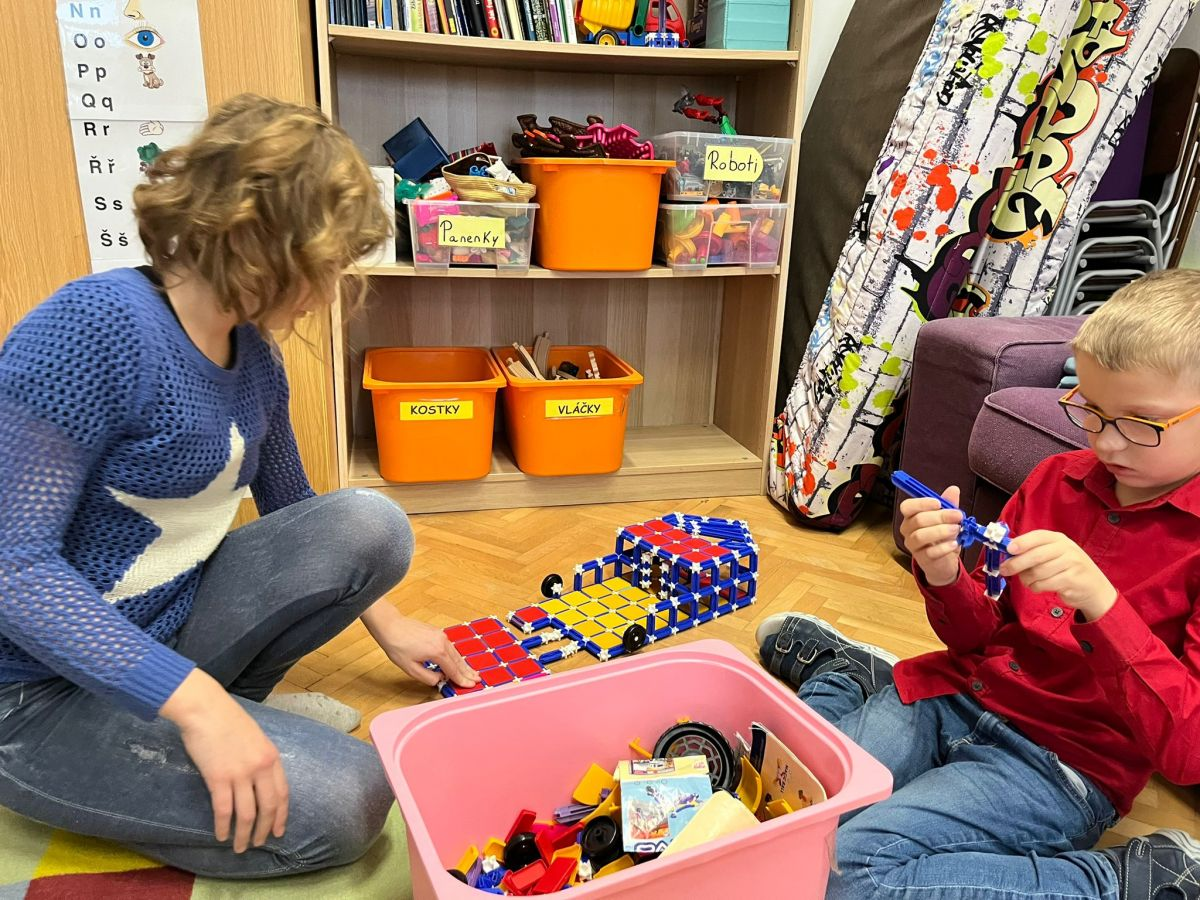 Nn
Oo
Pp
Qq
Rr
Řř
Ss
Šš
Roboti
Panenky
KOSTKY
VLÁČKY